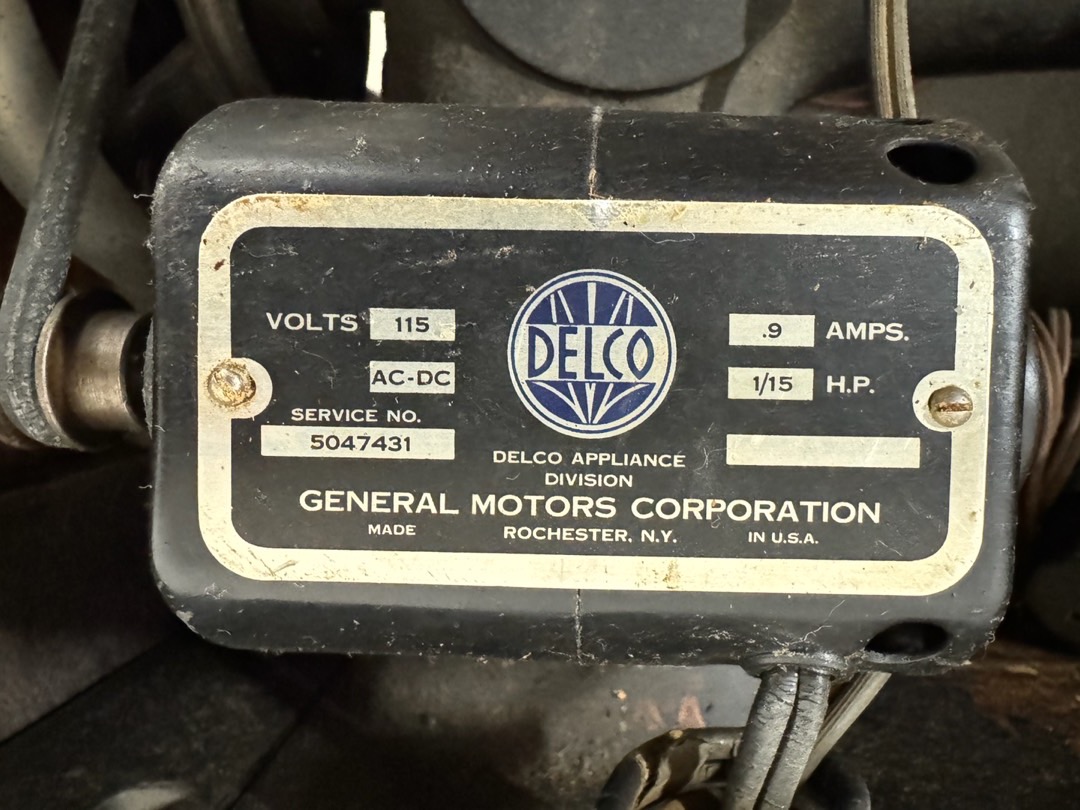 VOLTS 115
.9 AMPS.
AC-DC
1/15 H.P.
DELCO
SERVICE NO.
5047431
DELCO APPLIANCE
DIVISION
GENERAL MOTORS CORPORATION
MADE ROCHESTER, N.Y. IN U.S.A.